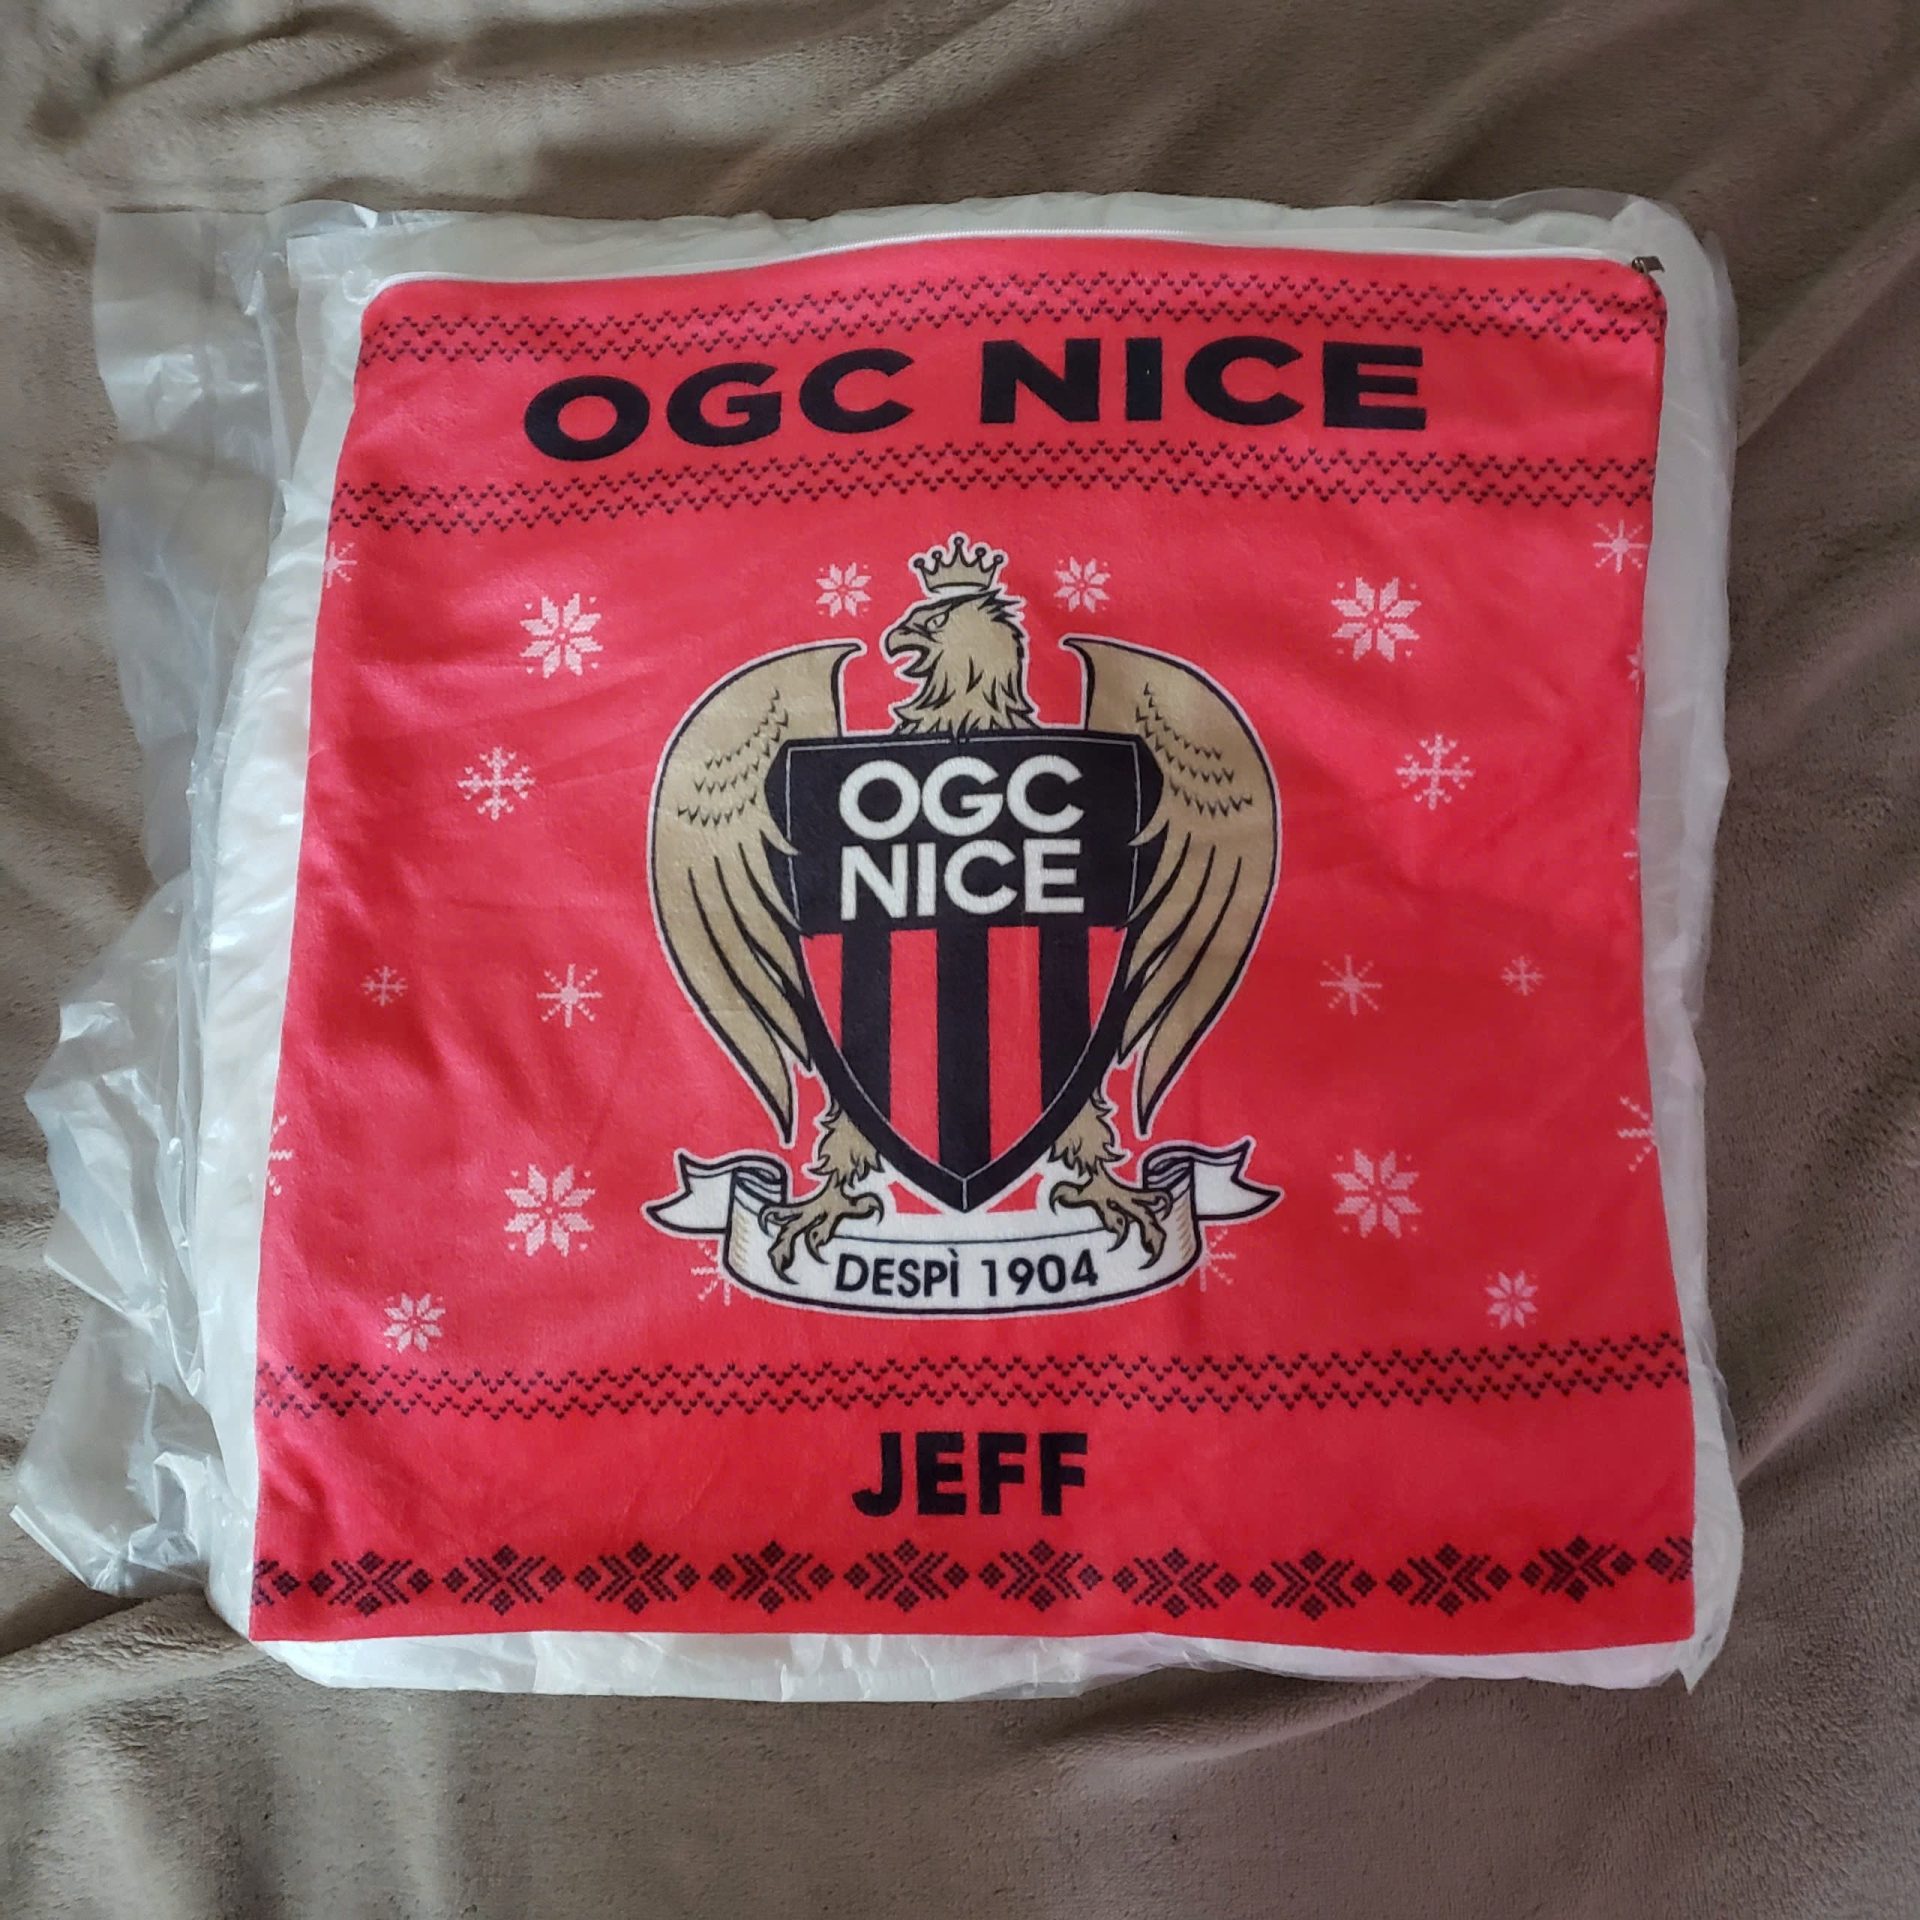 OGC NICE
OGC
NICE
DESPÌ 1904
JEFF